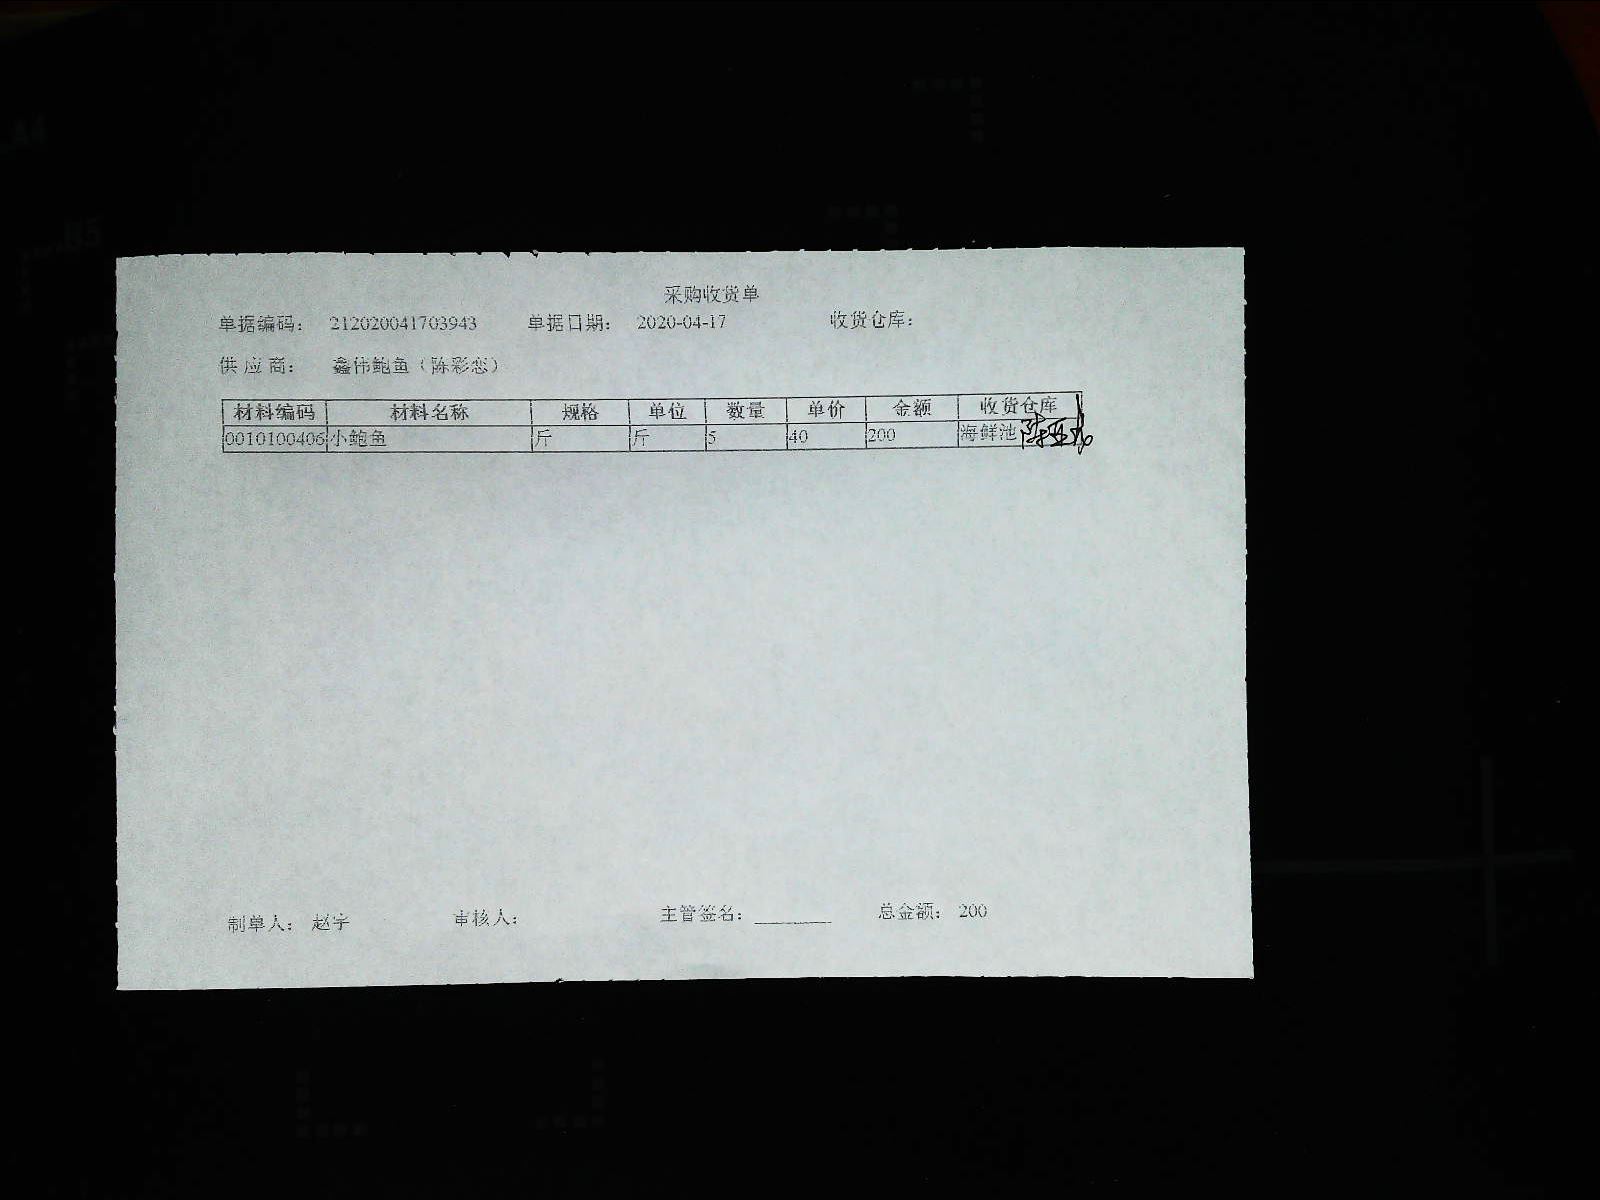 采购收货单
单据编码： 212020041703943 单据日期： 2020-04-17 收货仓库：
供 应 商： 鑫伟鲍鱼（陈彩恋）
材料编码 材料名称 规格 单位 数量 单价 金额 收货仓库
0010100406 小鲍鱼 斤 斤 5 40 200 海鲜池
制单人： 赵宇 审核人： 主管签名： 总金额： 200